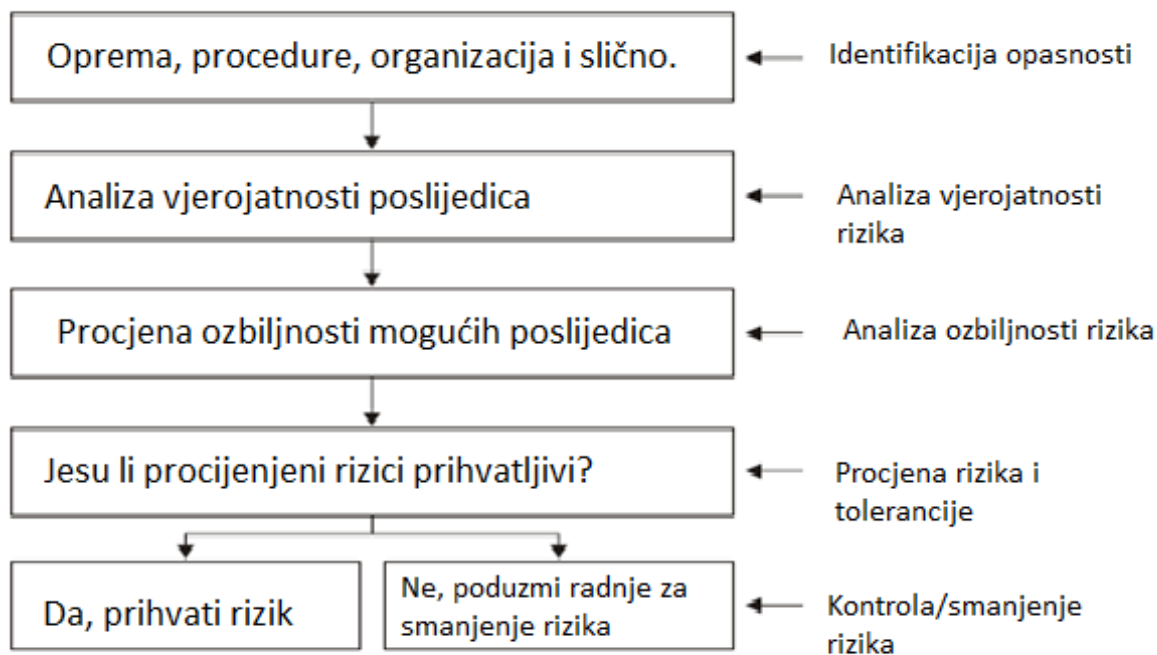 Oprema, procedure, organizacija i slično.
Identifikacija opasnosti
Analiza vjerojatnosti poslijedica
Analiza vjerojatnosti
rizika
Procjena ozbiljnosti mogućih poslijedica
Analiza ozbiljnosti rizika
Jesu li procijenjeni rizici prihvatljivi?
Procjena rizika i
tolerancije
Da, prihvati rizik
Ne, poduzmi radnje za
smanjenje rizika
Kontrola/smanjenje
rizika